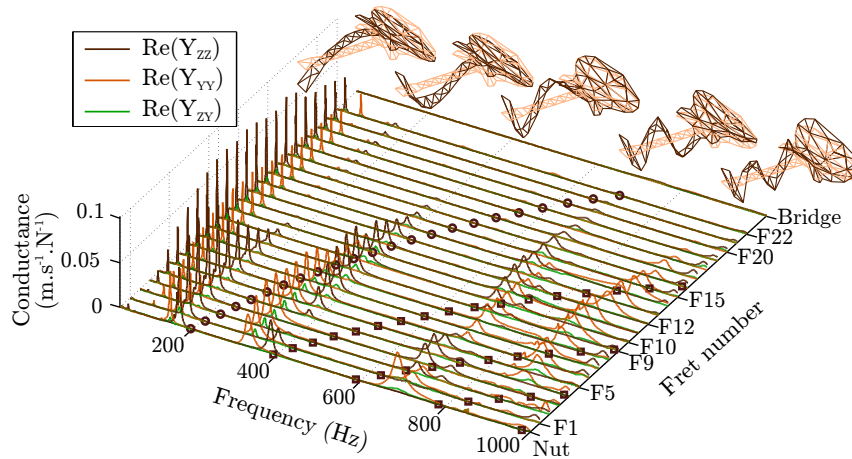 Re(Y_ZZ)
Re(Y_YY)
Re(Y_ZY)
Conductance
(m.s⁻¹.N⁻¹)
0.1
0.05
0
200
400
600
800
1000
Frequency (Hz)
Nut
F1
F5
F9
F10
F12
F15
F20
F22
Bridge
Fret number